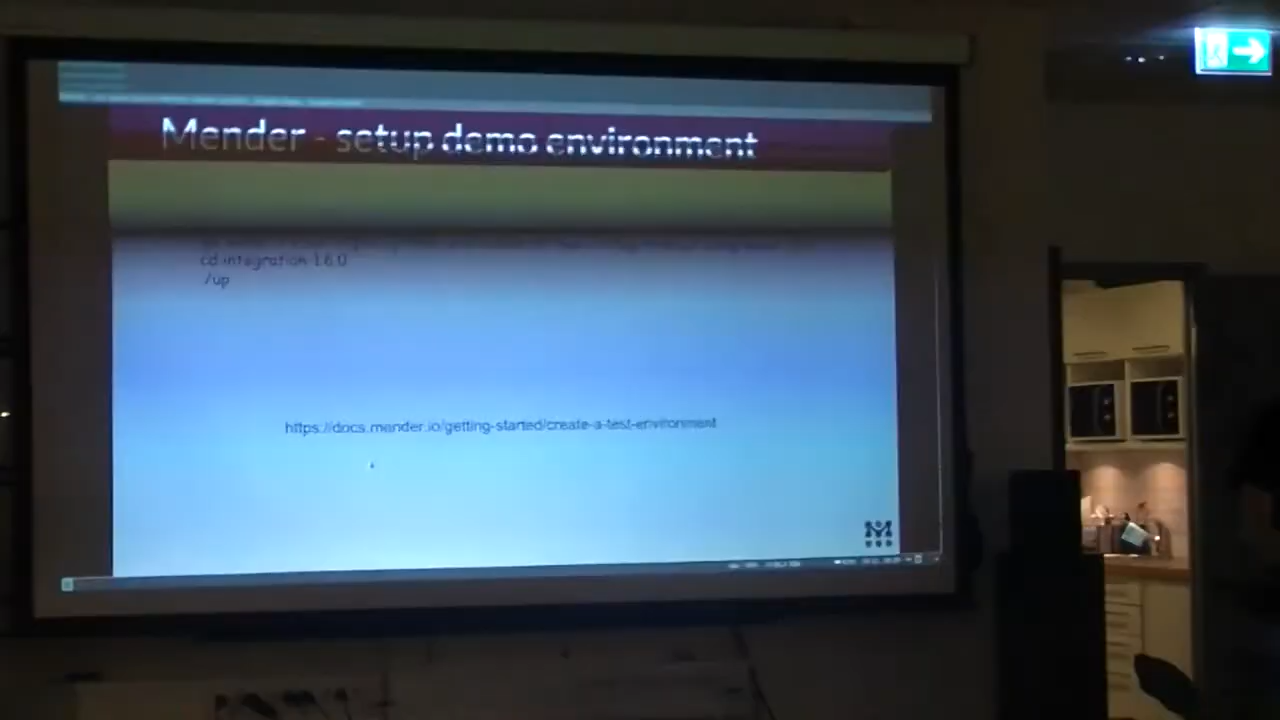 Mender - setup demo environment
cd integration-1.6.0
./up
https://docs.mender.io/getting-started/create-a-test-environment